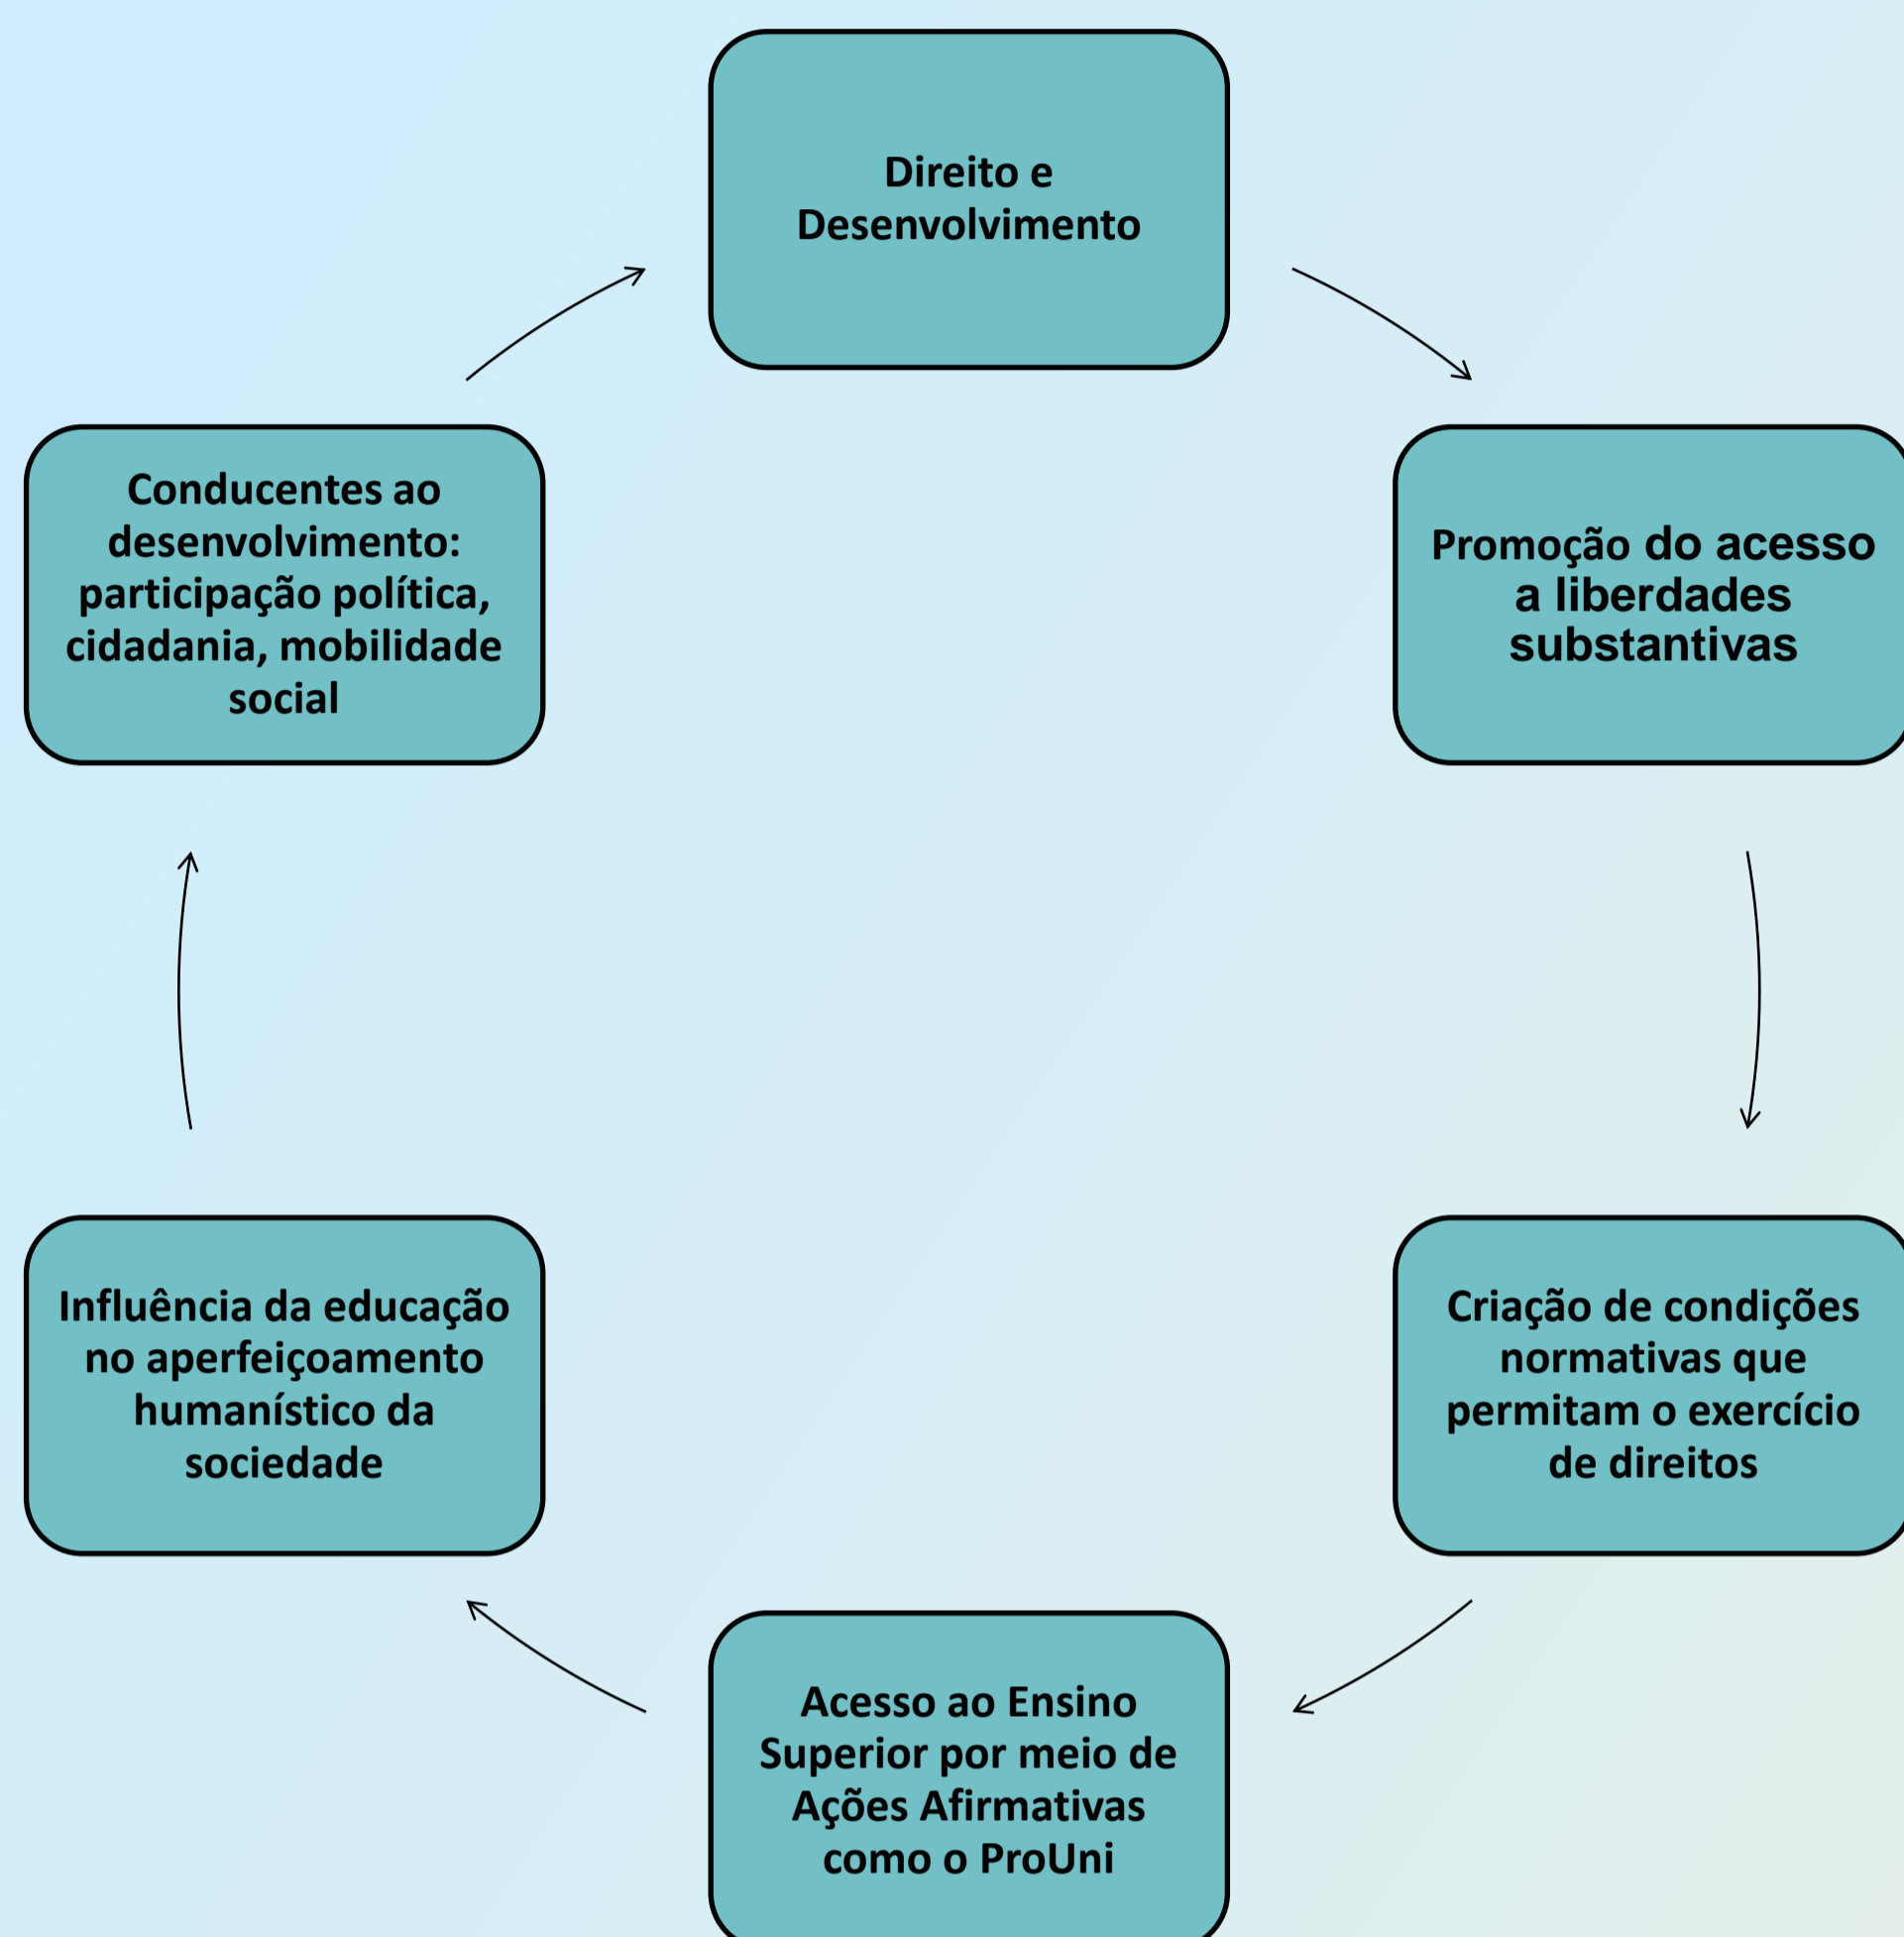 Direito e
Desenvolvimento
Promoção do acesso
a liberdades
substantivas
Criação de condições
normativas que
permitam o exercício
de direitos
Acesso ao Ensino
Superior por meio de
Ações Afirmativas
como o ProUni
Influência da educação
no aperfeiçoamento
humanístico da
sociedade
Conducentes ao
desenvolvimento:
participação política,
cidadania, mobilidade
social